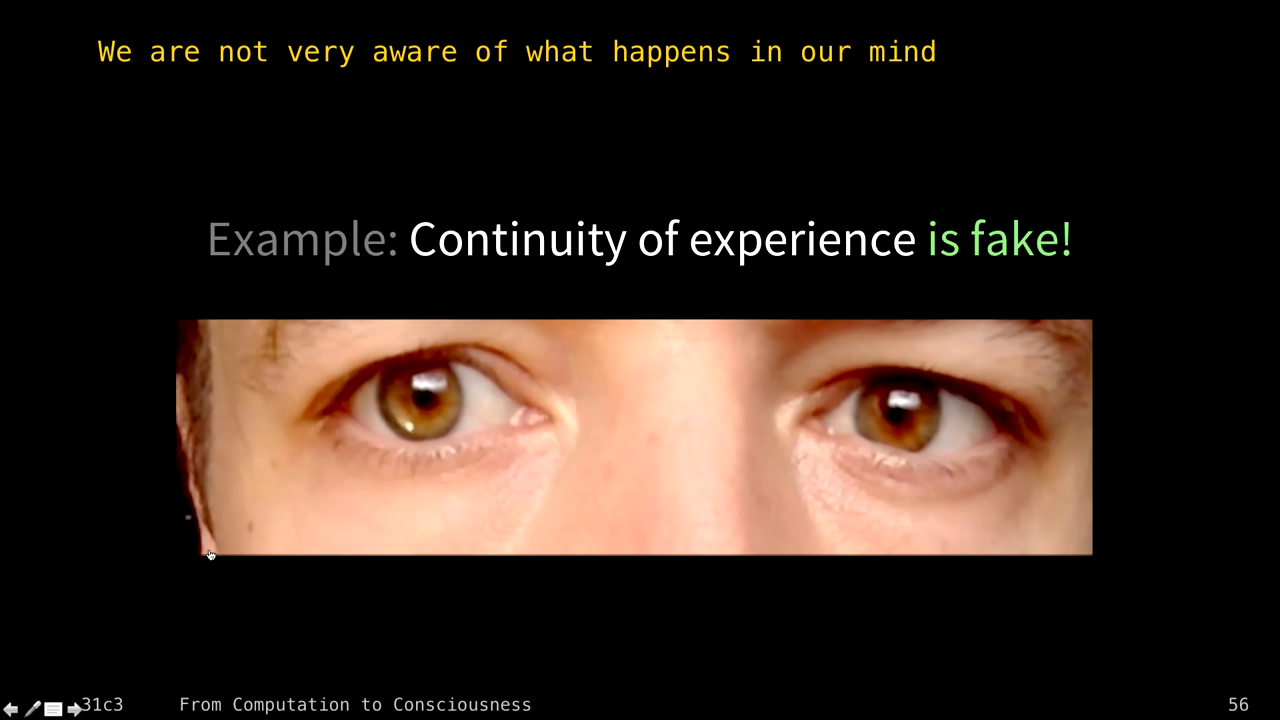 We are not very aware of what happens in our mind
Example: Continuity of experience is fake!
31c3 From Computation to Consciousness 56